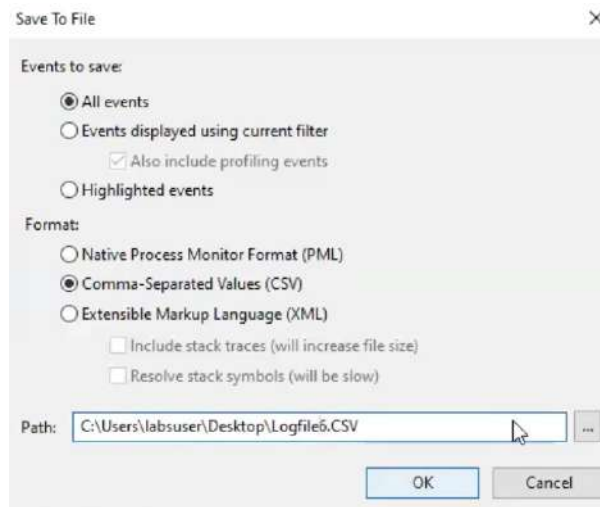 Save To File
Events to save:
All events
Events displayed using current filter
Also include profiling events
Highlighted events
Format:
Native Process Monitor Format (PML)
Comma-Separated Values (CSV)
Extensible Markup Language (XML)
Include stack traces (will increase file size)
Resolve stack symbols (will be slow)
Path: C:\Users\labsuser\Desktop\Logfile6.CSV ...
OK Cancel